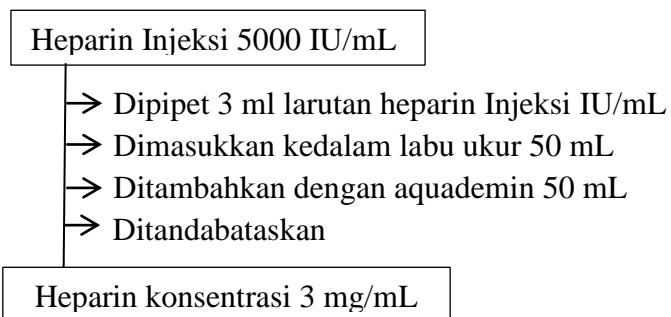 Heparin Injeksi 5000 IU/mL
Dipipet 3 ml larutan heparin Injeksi IU/mL
Dimasukkan kedalam labu ukur 50 mL
Ditambahkan dengan aquademin 50 mL
Ditandabataskan
Heparin konsentrasi 3 mg/mL